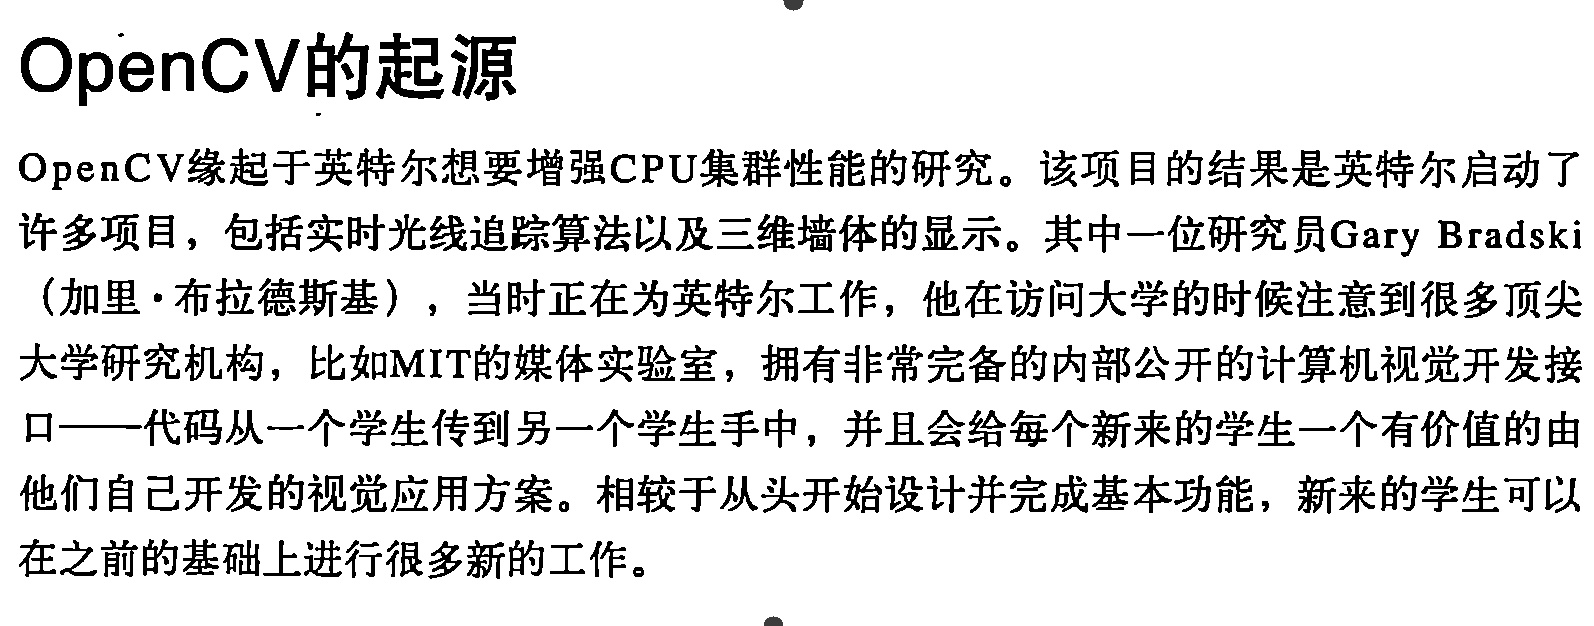 OpenCV的起源
OpenCV缘起于英特尔想要增强CPU集群性能的研究。该项目的结果是英特尔启动了
许多项目，包括实时光线追踪算法以及三维墙体的显示。其中一位研究员Gary Bradski
（加里·布拉德斯基），当时正在为英特尔工作，他在访问大学的时候注意到很多顶尖
大学研究机构，比如MIT的媒体实验室，拥有非常完备的内部公开的计算机视觉开发接
口——代码从一个学生传到另一个学生手中，并且会给每个新来的学生一个有价值的由
他们自己开发的视觉应用方案。相较于从头开始设计并完成基本功能，新来的学生可以
在之前的基础上进行很多新的工作。